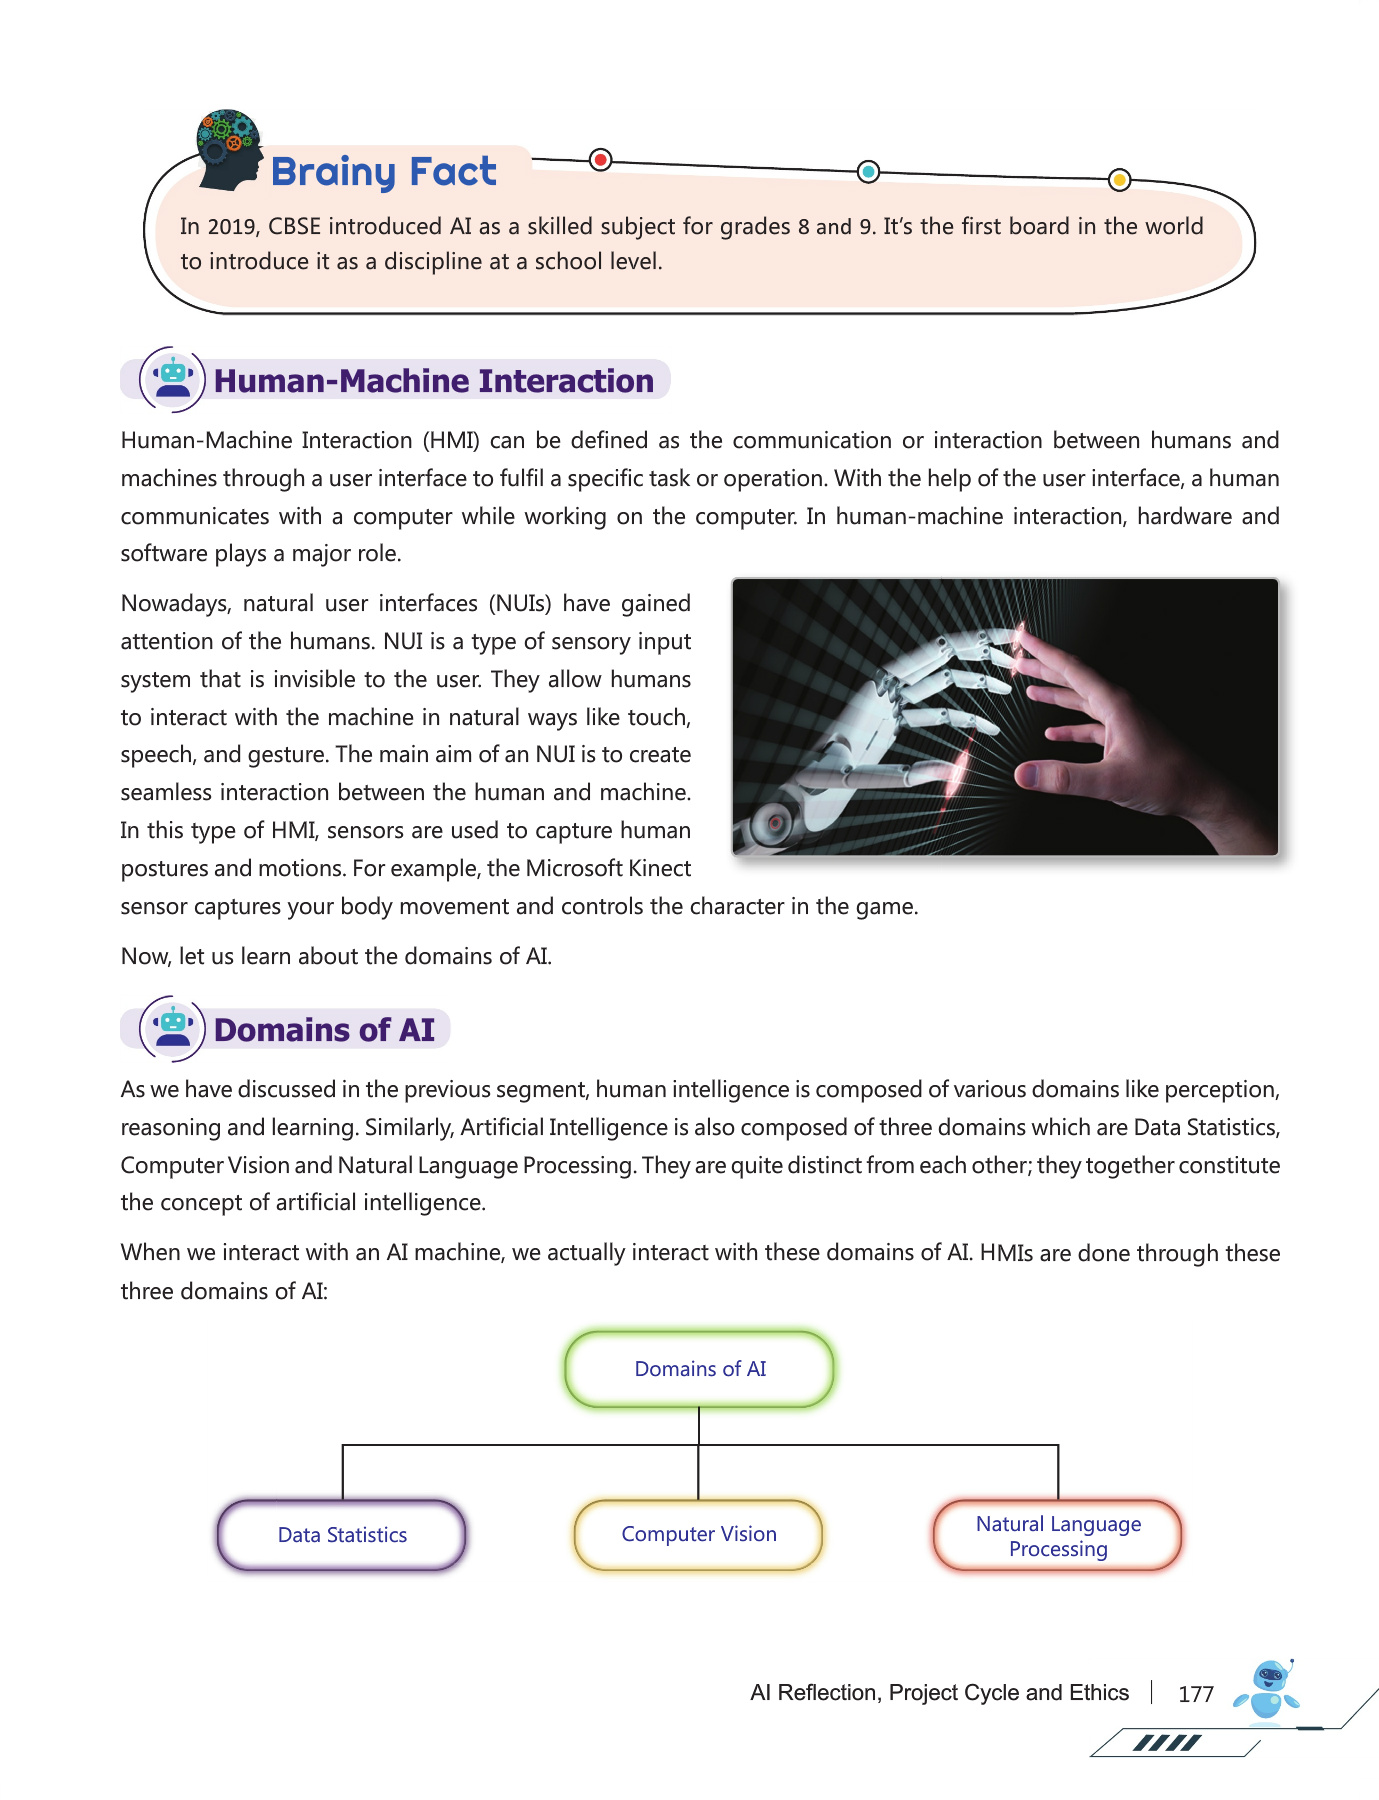 Brainy Fact
In 2019, CBSE introduced AI as a skilled subject for grades 8 and 9. It’s the first board in the world
to introduce it as a discipline at a school level.
Human-Machine Interaction
Human-Machine Interaction (HMI) can be defined as the communication or interaction between humans and
machines through a user interface to fulfil a specific task or operation. With the help of the user interface, a human
communicates with a computer while working on the computer. In human-machine interaction, hardware and
software plays a major role.
Nowadays, natural user interfaces (NUIs) have gained
attention of the humans. NUI is a type of sensory input
system that is invisible to the user. They allow humans
to interact with the machine in natural ways like touch,
speech, and gesture. The main aim of an NUI is to create
seamless interaction between the human and machine.
In this type of HMI, sensors are used to capture human
postures and motions. For example, the Microsoft Kinect
sensor captures your body movement and controls the character in the game.
Now, let us learn about the domains of AI.
Domains of AI
As we have discussed in the previous segment, human intelligence is composed of various domains like perception,
reasoning and learning. Similarly, Artificial Intelligence is also composed of three domains which are Data Statistics,
Computer Vision and Natural Language Processing. They are quite distinct from each other; they together constitute
the concept of artificial intelligence.
When we interact with an AI machine, we actually interact with these domains of AI. HMIs are done through these
three domains of AI:
Domains of AI
Data Statistics
Computer Vision
Natural Language
Processing
AI Reflection, Project Cycle and Ethics
177